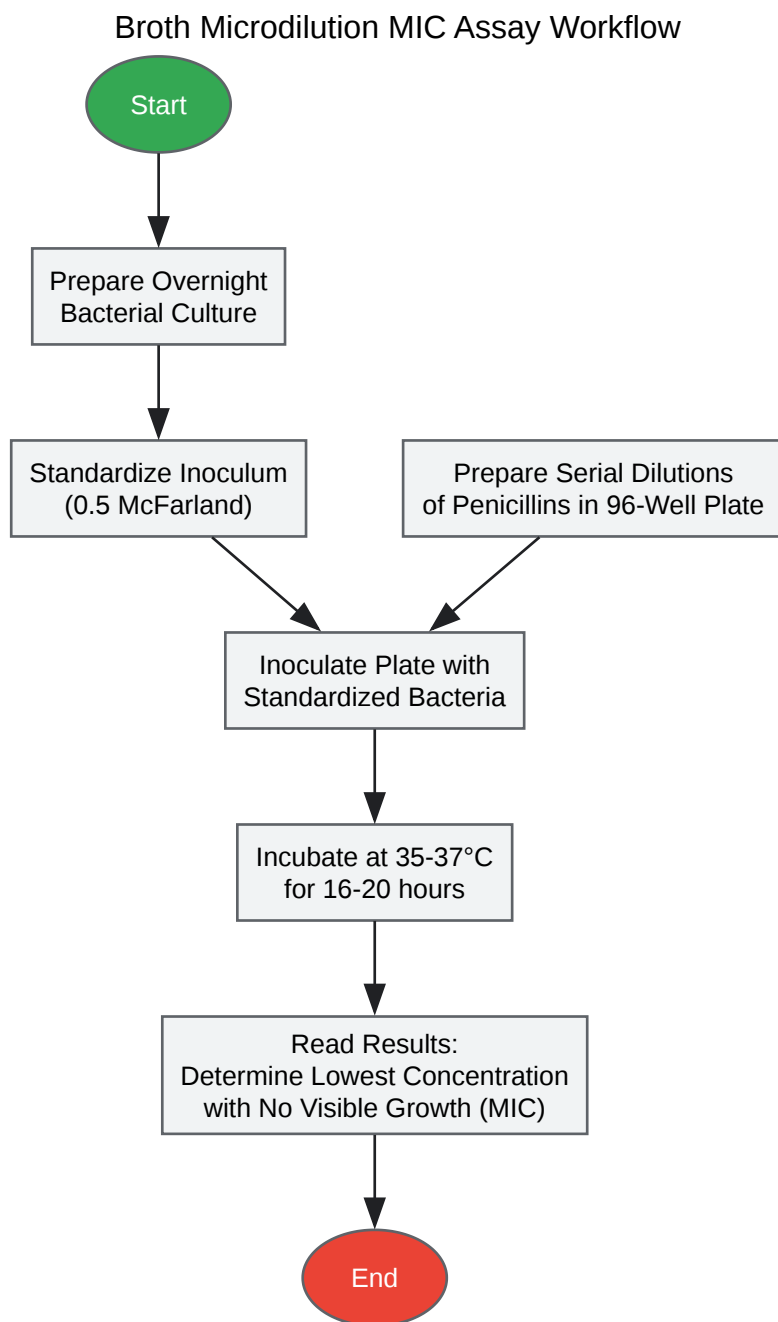 Broth Microdilution MIC Assay Workflow
Start
Prepare Overnight
Bacterial Culture
Standardize Inoculum
(0.5 McFarland)
Prepare Serial Dilutions
of Penicillins in 96-Well Plate
Inoculate Plate with
Standardized Bacteria
Incubate at 35-37°C
for 16-20 hours
Read Results:
Determine Lowest Concentration
with No Visible Growth (MIC)
End